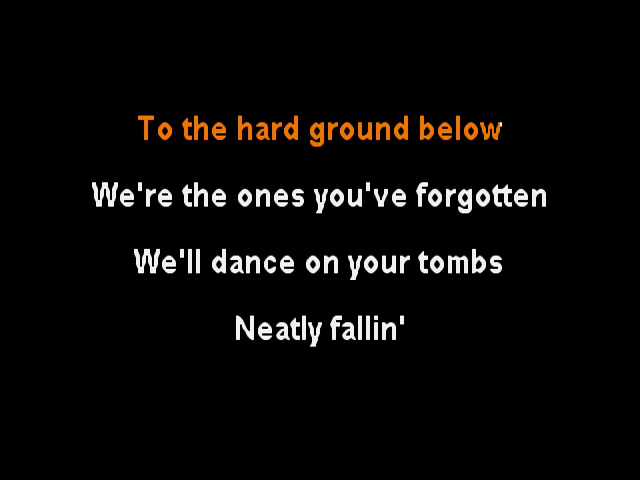 To the hard ground below
We're the ones you've forgotten
We'll dance on your tombs
Neatly fallin'